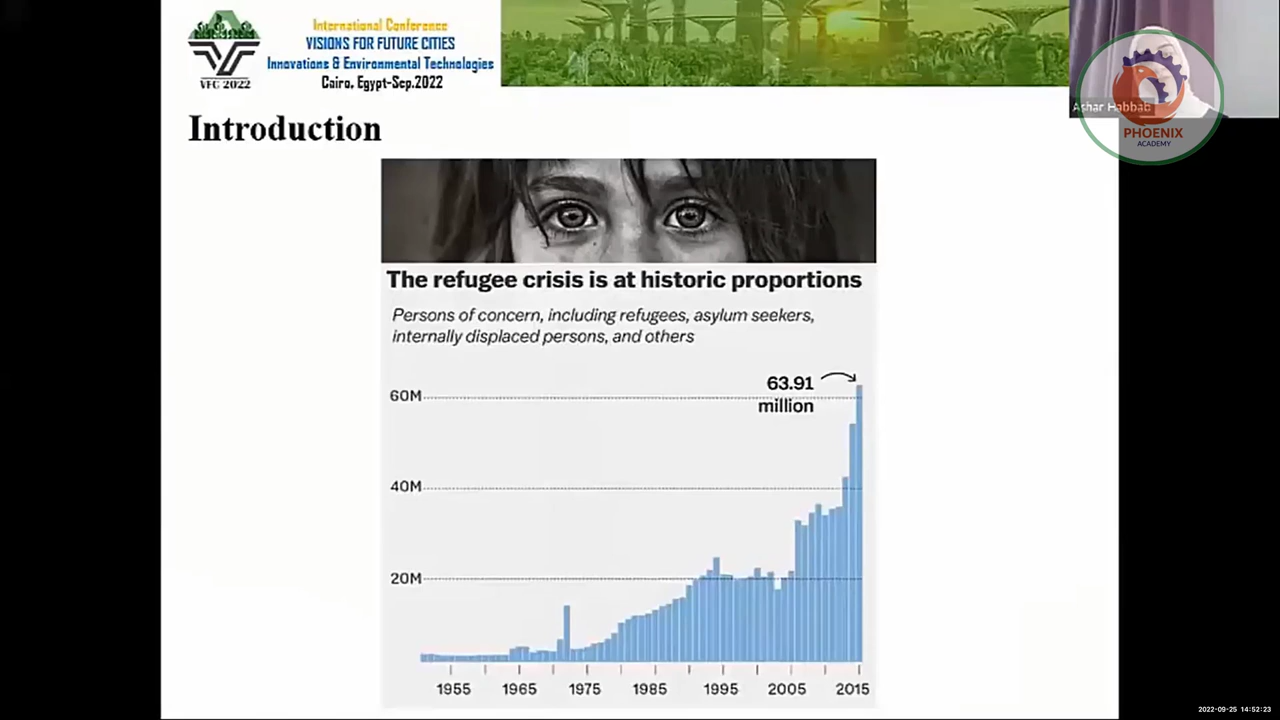 International Conference
VISIONS FOR FUTURE CITIES
Innovations & Environmental Technologies
Cairo, Egypt-Sep.2022
VFC 2022
Ashar Habbab
PHOENIX
ACADEMY
Introduction
The refugee crisis is at historic proportions
Persons of concern, including refugees, asylum seekers,
internally displaced persons, and others
63.91
million
60M
40M
20M
1955 1965 1975 1985 1995 2005 2015
2022-09-25 14:52:23